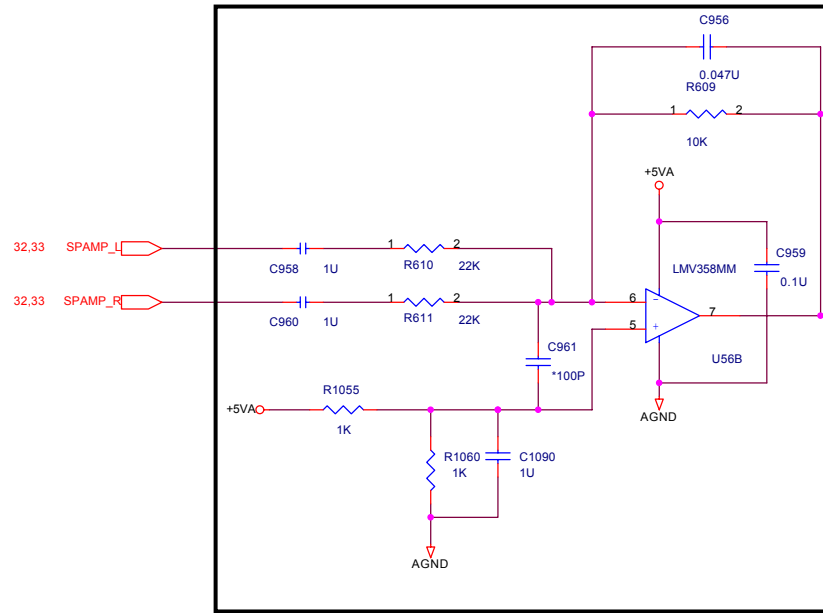 C956
0.047U
R609
1 2
10K
+5VA
32,33 SPAMP_L
1 2
C958 1U R610 22K
LMV358MM
C959
0.1U
32,33 SPAMP_R
1 2
C960 1U R611 22K
6
-
5
+
7
U56B
C961
*100P
R1055
+5VA
1K
AGND
R1060
1K
C1090
1U
AGND